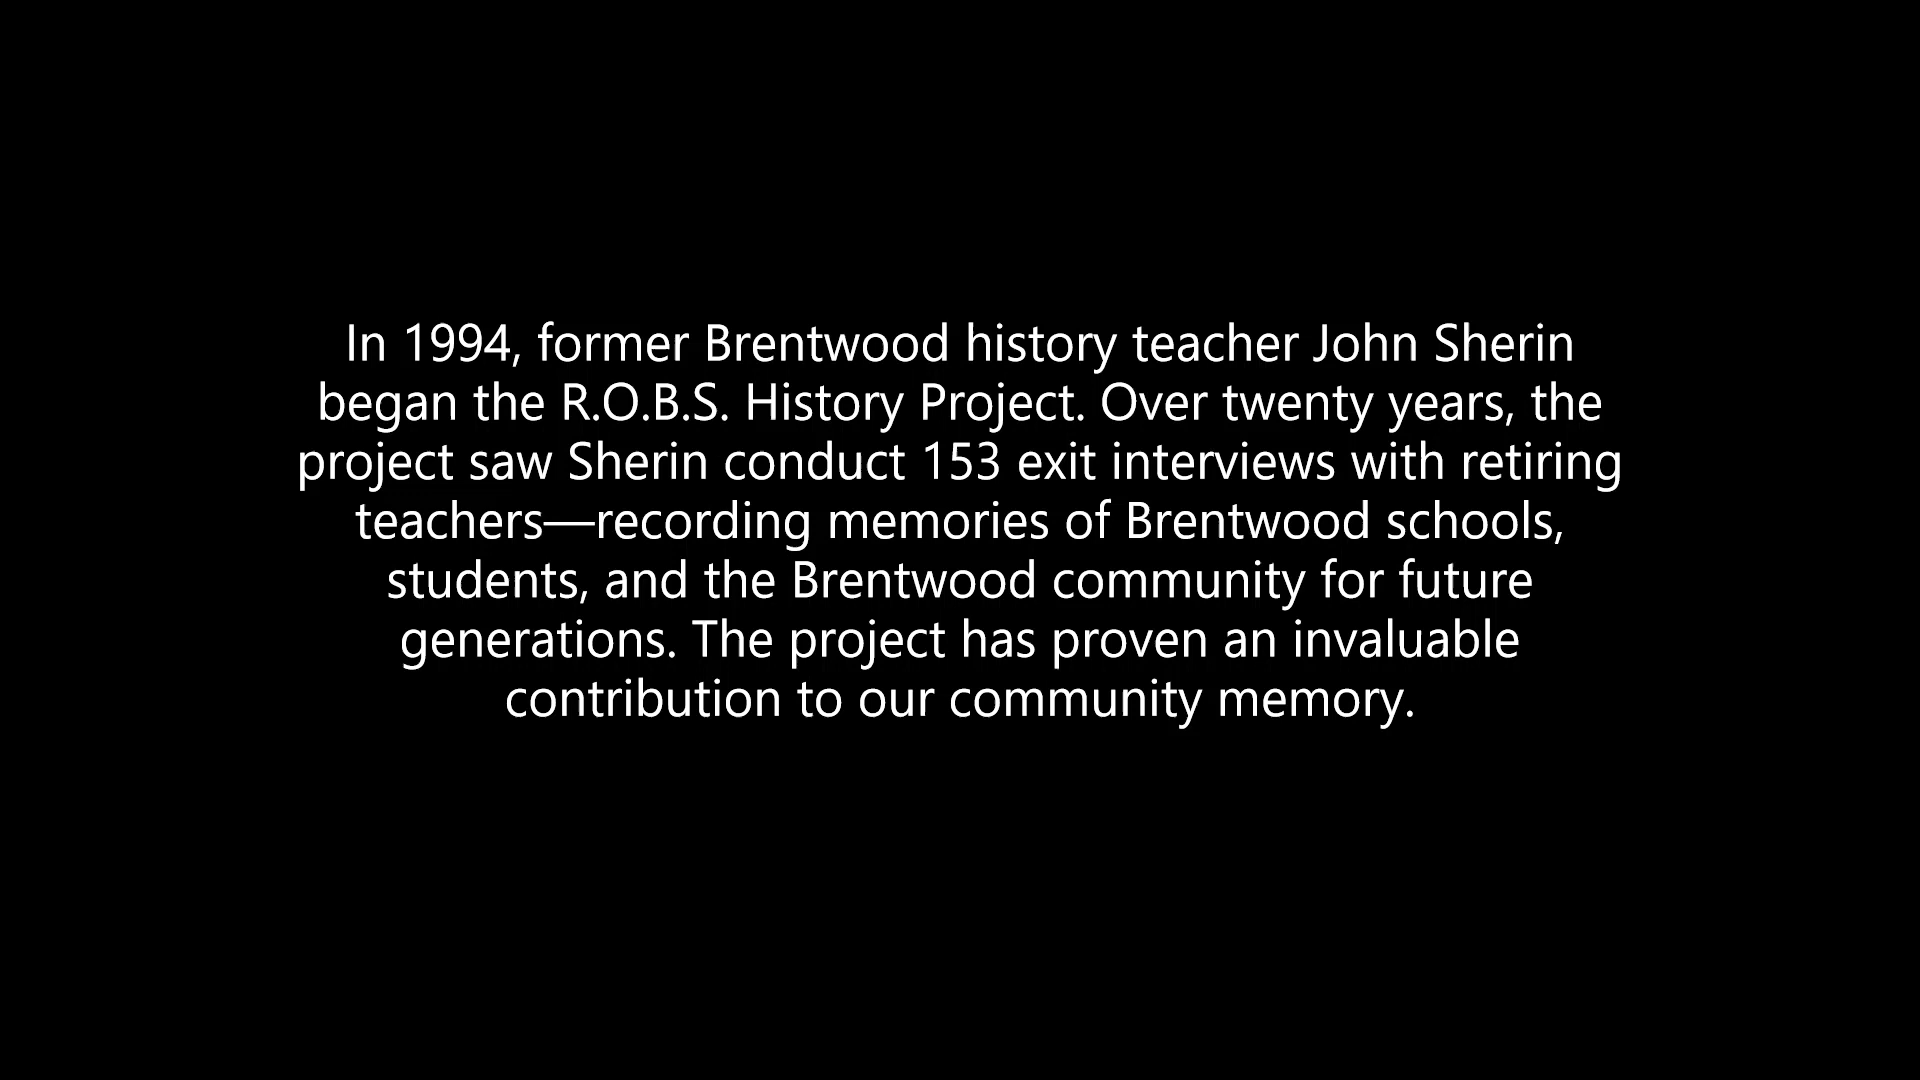 In 1994, former Brentwood history teacher John Sherin
began the R.O.B.S. History Project. Over twenty years, the
project saw Sherin conduct 153 exit interviews with retiring
teachers—recording memories of Brentwood schools,
students, and the Brentwood community for future
generations. The project has proven an invaluable
contribution to our community memory.